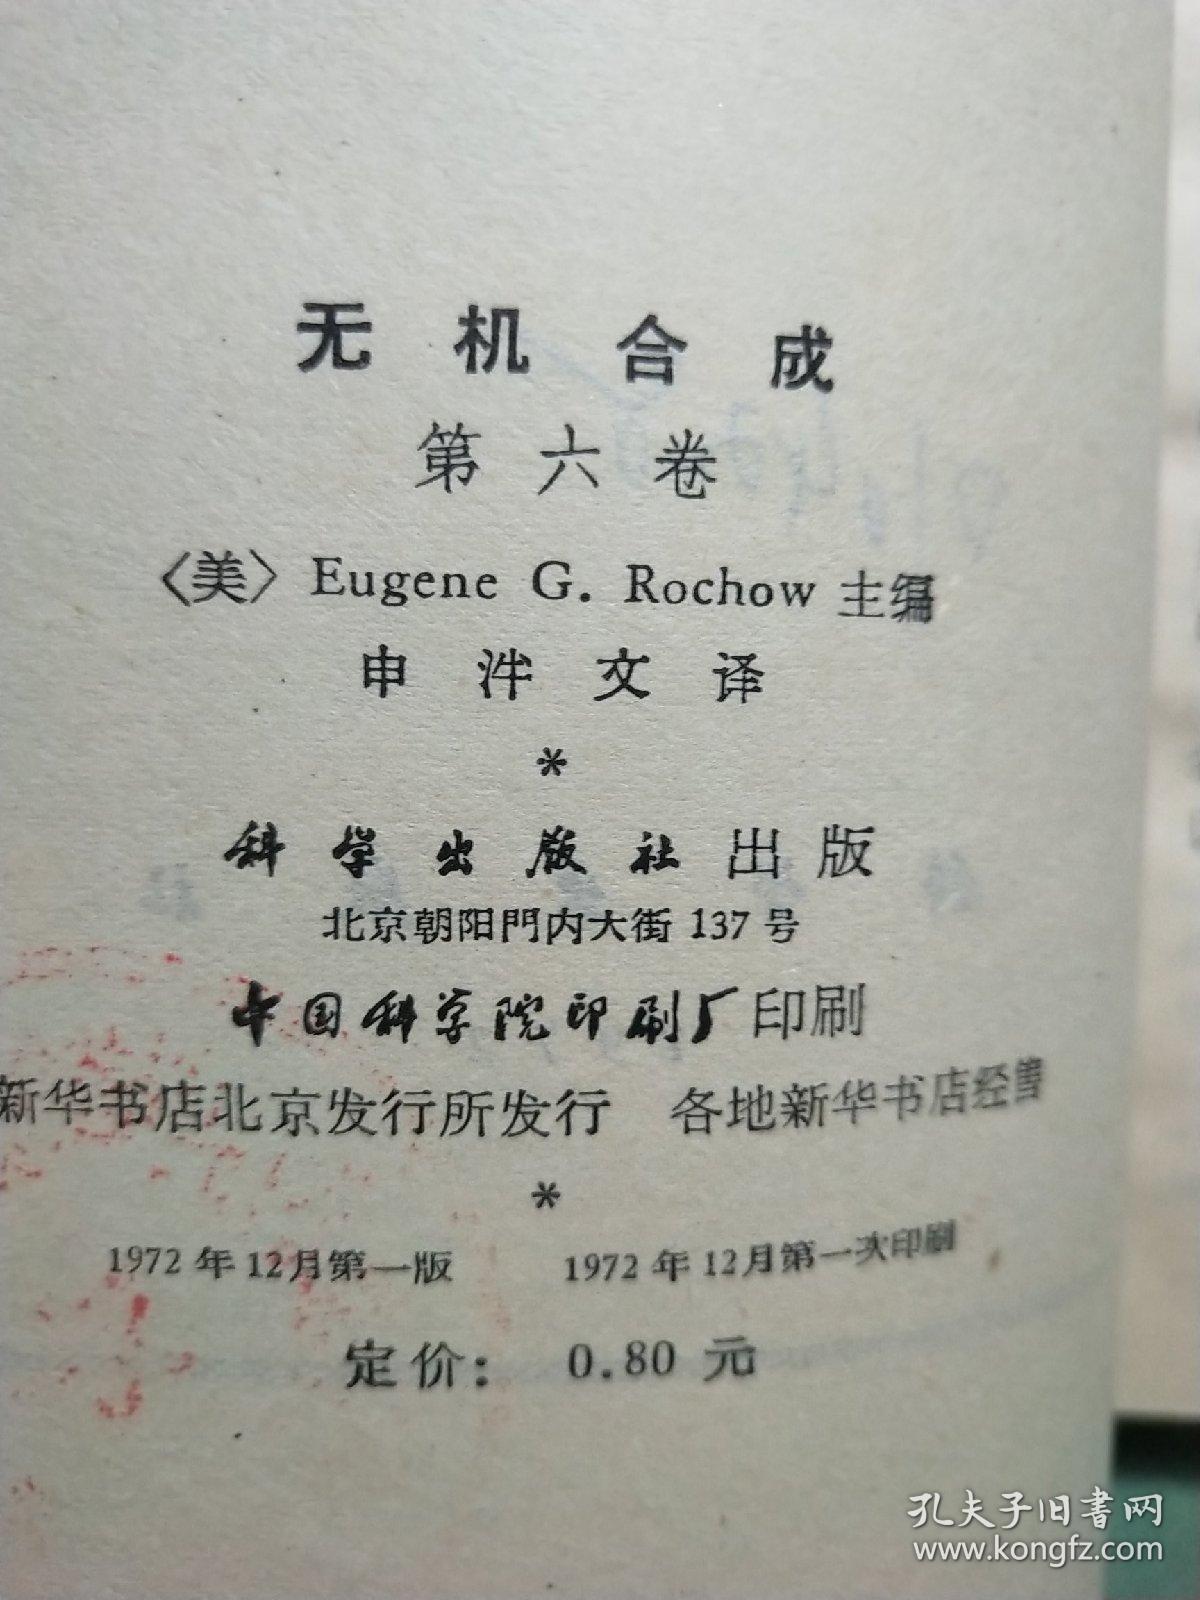 无机合成
第六卷
〈美〉Eugene G. Rochow 主编
申泮文译
*
科学出版社出版
北京朝阳門内大街 137 号
中国科学院印刷厂印刷
新华书店北京发行所发行 各地新华书店经售
*
1972 年 12 月第一版 1972 年 12 月第一次印刷
定价: 0.80 元
孔夫子旧书网
www.kongfz.com